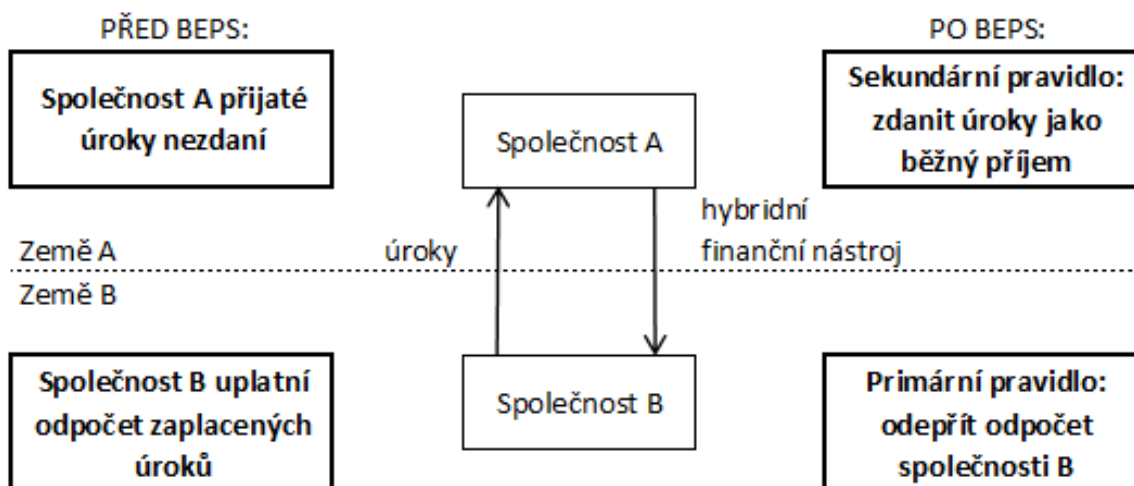 PŘED BEPS:
PO BEPS:
Společnost A přijaté
úroky nezdaní
Společnost A
Sekundární pravidlo:
zdanit úroky jako
běžný příjem
hybridní
finanční nástroj
úroky
Země A
Země B
Společnost B uplatní
odpočet zaplacených
úroků
Společnost B
Primární pravidlo:
odepřít odpočet
společnosti B